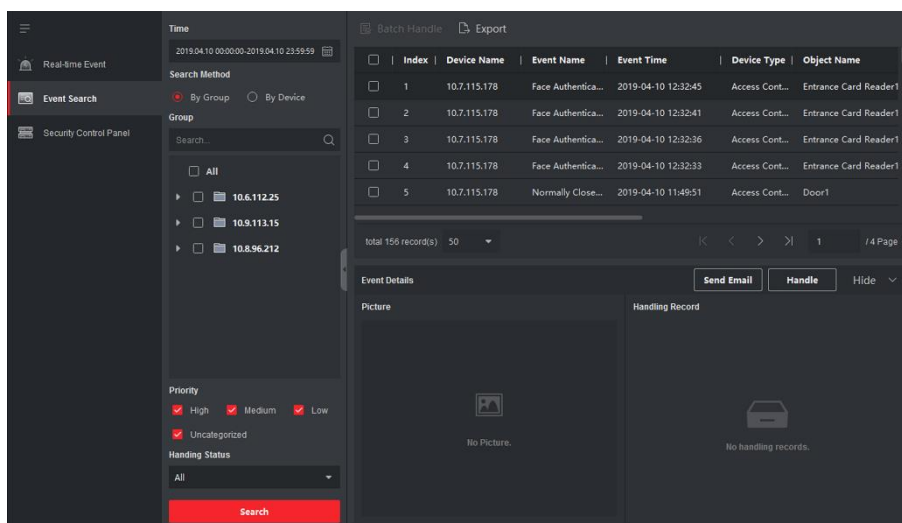 Real-time Event
Event Search
Security Control Panel
Time
2019.04.10 00:00:00-2019.04.10 23:59:59
Search Method
By Group By Device
Group
Search...
All
10.6.112.25
10.9.113.15
10.8.96.212
Priority
High Medium Low
Uncategorized
Handing Status
All
Search
Batch Handle Export
Index | Device Name | Event Name | Event Time | Device Type | Object Name
1 10.7.115.178 Face Authentica... 2019-04-10 12:32:45 Access Cont... Entrance Card Reader1
2 10.7.115.178 Face Authentica... 2019-04-10 12:32:41 Access Cont... Entrance Card Reader1
3 10.7.115.178 Face Authentica... 2019-04-10 12:32:36 Access Cont... Entrance Card Reader1
4 10.7.115.178 Face Authentica... 2019-04-10 12:32:33 Access Cont... Entrance Card Reader1
5 10.7.115.178 Normally Close... 2019-04-10 11:49:51 Access Cont... Door1
total 156 record(s) 50 1 / 4 Page
Event Details Send Email Handle Hide
Picture Handling Record
No Picture.
No handling records.